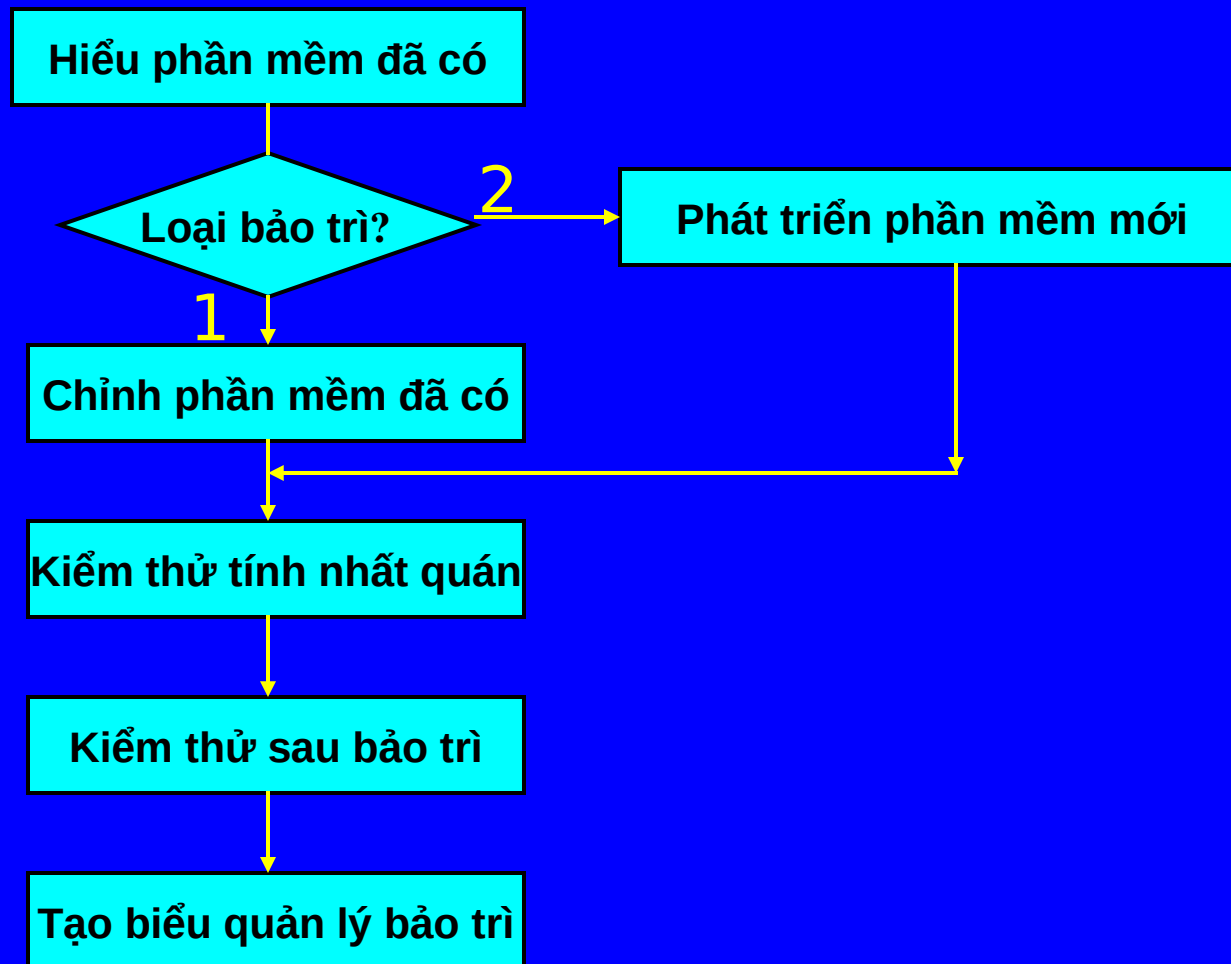 Hiểu phần mềm đã có
Loại bảo trì?
2
Phát triển phần mềm mới
1
Chỉnh phần mềm đã có
Kiểm thử tính nhất quán
Kiểm thử sau bảo trì
Tạo biểu quản lý bảo trì